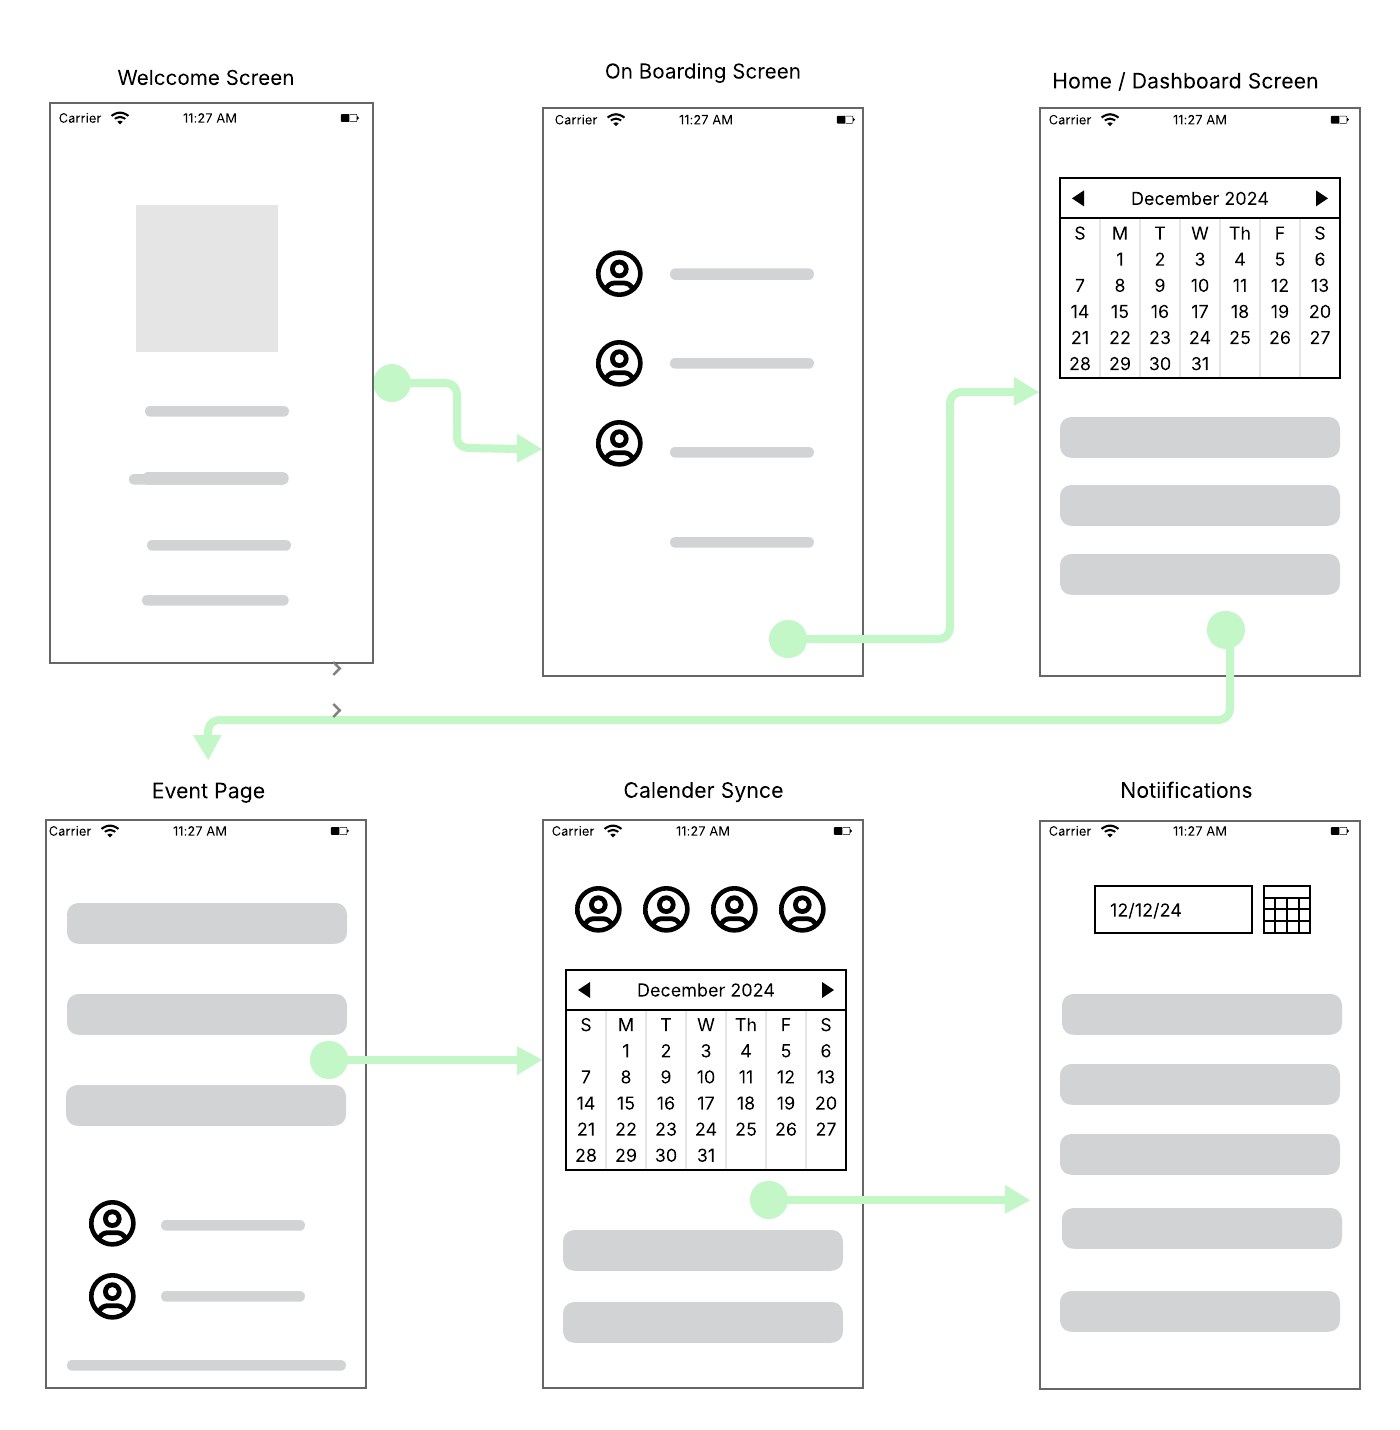 Welccome Screen
On Boarding Screen
Home / Dashboard Screen
Carrier 11:27 AM
Carrier 11:27 AM
Carrier 11:27 AM
December 2024
S M T W Th F S
1 2 3 4 5 6
7 8 9 10 11 12 13
14 15 16 17 18 19 20
21 22 23 24 25 26 27
28 29 30 31
Event Page
Calender Synce
Notiifications
Carrier 11:27 AM
Carrier 11:27 AM
Carrier 11:27 AM
December 2024
S M T W Th F S
1 2 3 4 5 6
7 8 9 10 11 12 13
14 15 16 17 18 19 20
21 22 23 24 25 26 27
28 29 30 31
12/12/24